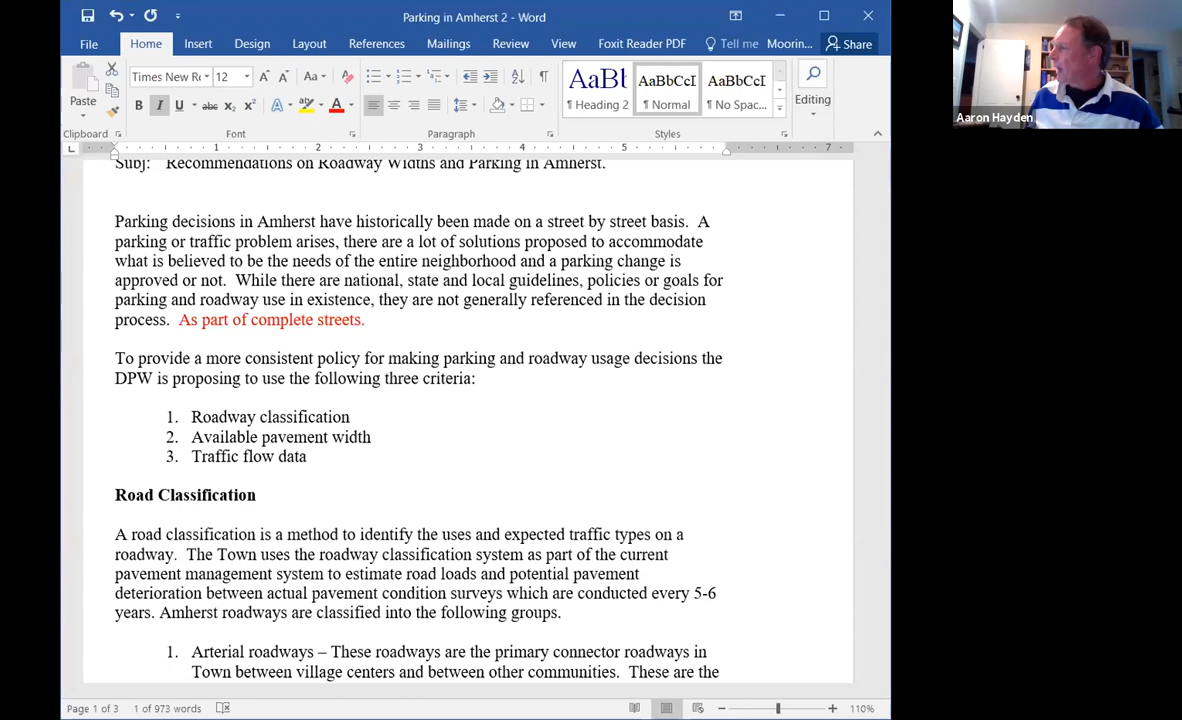 Parking in Amherst 2 - Word
File Home Insert Design Layout References Mailings Review View Foxit Reader PDF Tell me Moorin... Share
Aaron Hayden
Paste
Times New Ro 12
Aa
B I U abc X₂ X² A A
AaBb AaBbCcI AaBbCcI
¶ Heading 2 ¶ Normal ¶ No Spac...
Editing
Clipboard Font Paragraph Styles
1 2 3 4 5 7
Subj: Recommendations on Roadway Widths and Parking in Amherst.
Parking decisions in Amherst have historically been made on a street by street basis. A
parking or traffic problem arises, there are a lot of solutions proposed to accommodate
what is believed to be the needs of the entire neighborhood and a parking change is
approved or not. While there are national, state and local guidelines, policies or goals for
parking and roadway use in existence, they are not generally referenced in the decision
process. As part of complete streets.
To provide a more consistent policy for making parking and roadway usage decisions the
DPW is proposing to use the following three criteria:
1. Roadway classification
2. Available pavement width
3. Traffic flow data
Road Classification
A road classification is a method to identify the uses and expected traffic types on a
roadway. The Town uses the roadway classification system as part of the current
pavement management system to estimate road loads and potential pavement
deterioration between actual pavement condition surveys which are conducted every 5-6
years. Amherst roadways are classified into the following groups.
1. Arterial roadways – These roadways are the primary connector roadways in
Town between village centers and between other communities. These are the
Page 1 of 3 1 of 973 words 110%